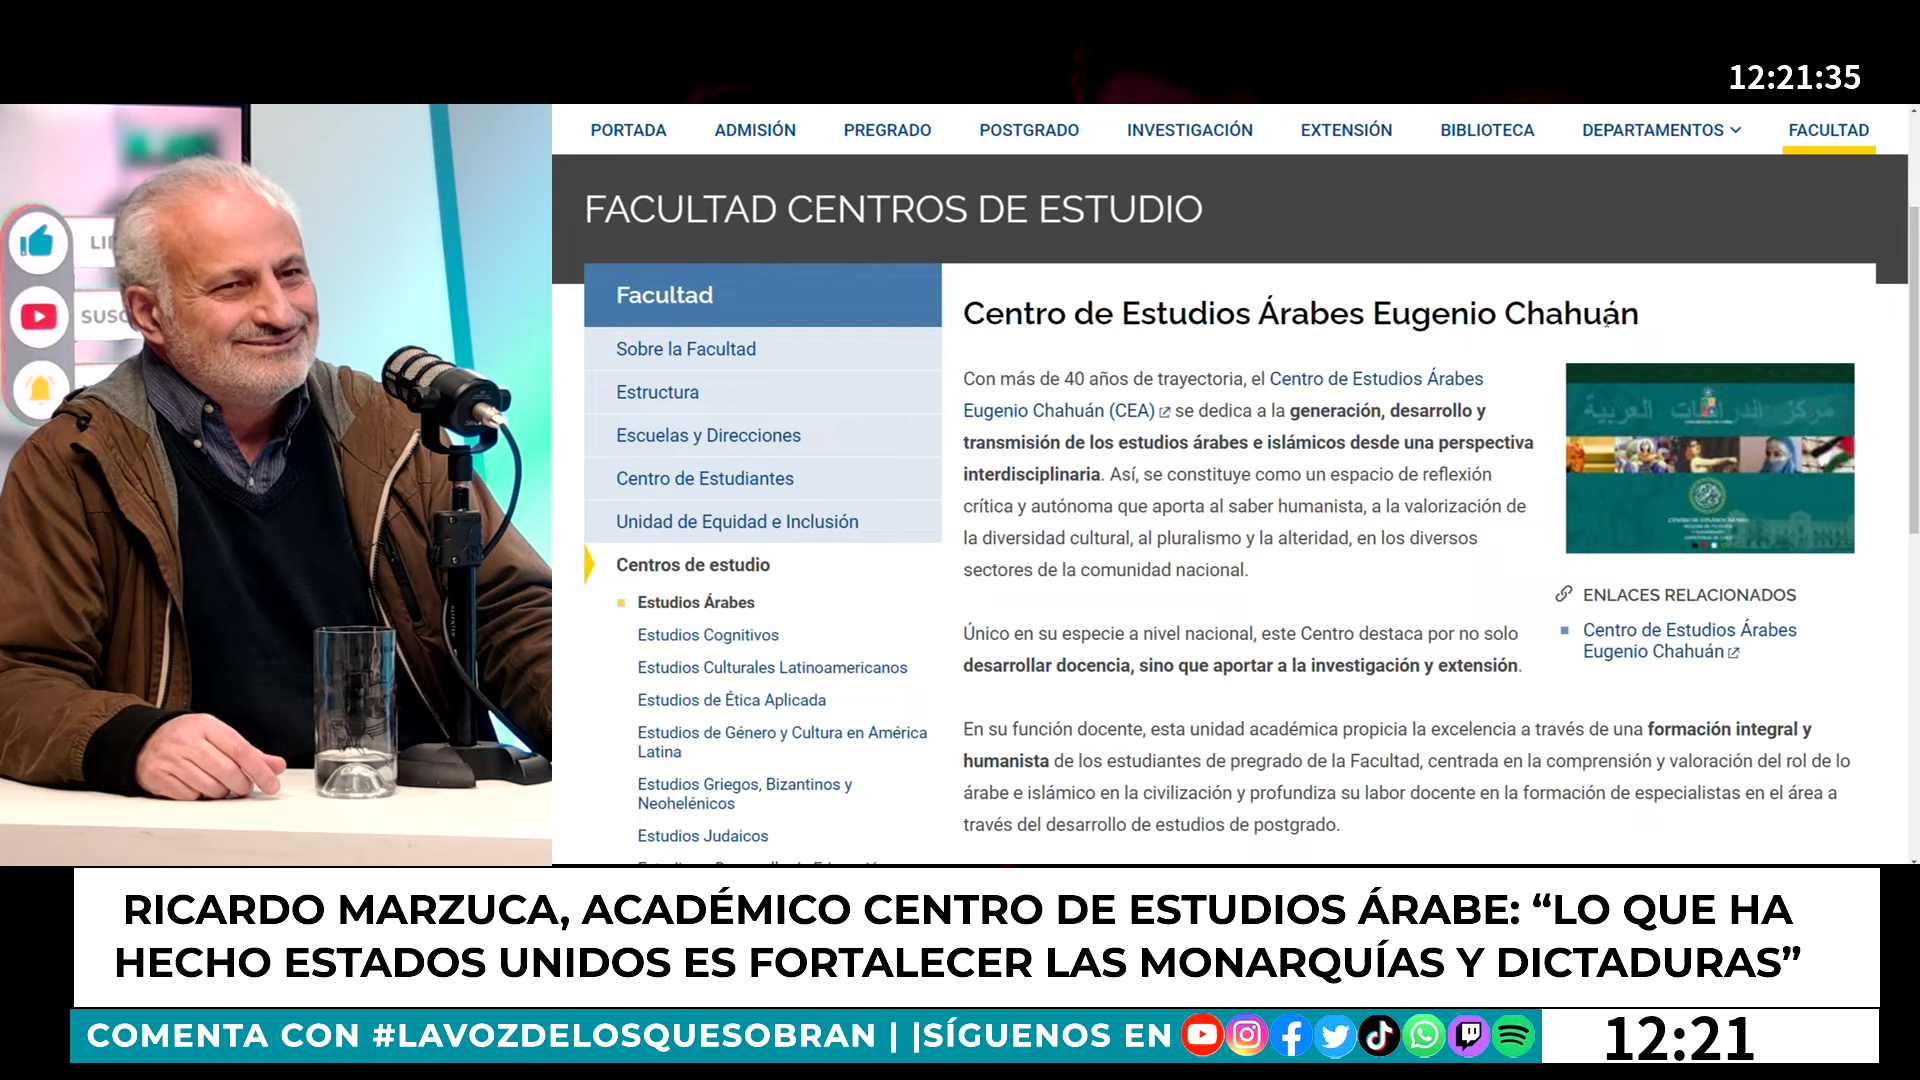 12:21:35
PORTADA ADMISIÓN PREGRADO POSTGRADO INVESTIGACIÓN EXTENSIÓN BIBLIOTECA DEPARTAMENTOS FACULTAD
FACULTAD CENTROS DE ESTUDIO
Facultad
Sobre la Facultad
Estructura
Escuelas y Direcciones
Centro de Estudiantes
Unidad de Equidad e Inclusión
Centros de estudio
Estudios Árabes
Estudios Cognitivos
Estudios Culturales Latinoamericanos
Estudios de Ética Aplicada
Estudios de Género y Cultura en América
Latina
Estudios Griegos, Bizantinos y
Neohelénicos
Estudios Judaicos
Centro de Estudios Árabes Eugenio Chahuán
Con más de 40 años de trayectoria, el Centro de Estudios Árabes
Eugenio Chahuán (CEA) se dedica a la generación, desarrollo y
transmisión de los estudios árabes e islámicos desde una perspectiva
interdisciplinaria. Así, se constituye como un espacio de reflexión
crítica y autónoma que aporta al saber humanista, a la valorización de
la diversidad cultural, al pluralismo y la alteridad, en los diversos
sectores de la comunidad nacional.
Único en su especie a nivel nacional, este Centro destaca por no solo
desarrollar docencia, sino que aportar a la investigación y extensión.
En su función docente, esta unidad académica propicia la excelencia a través de una formación integral y
humanista de los estudiantes de pregrado de la Facultad, centrada en la comprensión y valoración del rol de lo
árabe e islámico en la civilización y profundiza su labor docente en la formación de especialistas en el área a
través del desarrollo de estudios de postgrado.
مركز الدراسات العربية
ENLACES RELACIONADOS
Centro de Estudios Árabes
Eugenio Chahuán
RICARDO MARZUCA, ACADÉMICO CENTRO DE ESTUDIOS ÁRABE: “LO QUE HA
HECHO ESTADOS UNIDOS ES FORTALECER LAS MONARQUÍAS Y DICTADURAS”
COMENTA CON #LAVOZDELOSQUESOBRAN | |SÍGUENOS EN
12:21